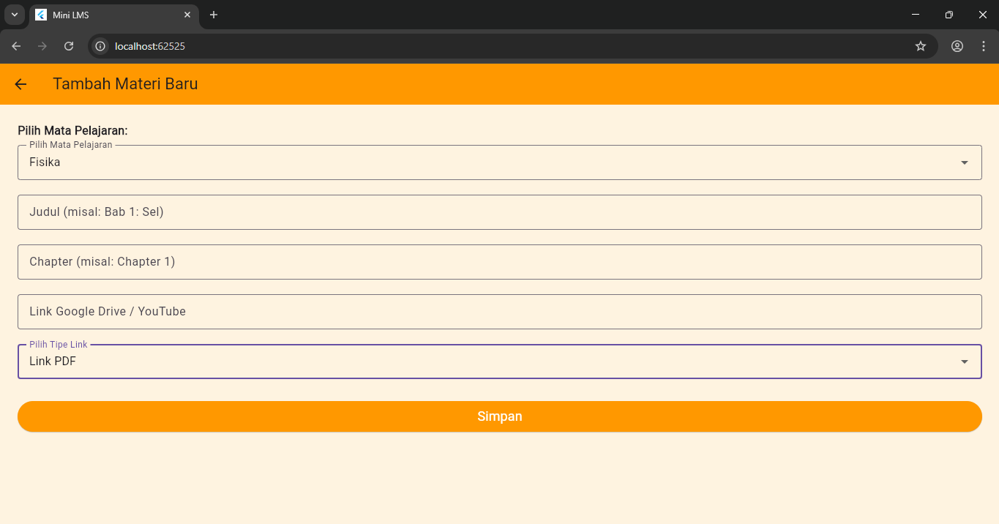 Mini LMS
localhost:62525
Tambah Materi Baru
Pilih Mata Pelajaran:
Pilih Mata Pelajaran
Fisika
Judul (misal: Bab 1: Sel)
Chapter (misal: Chapter 1)
Link Google Drive / YouTube
Pilih Tipe Link
Link PDF
Simpan